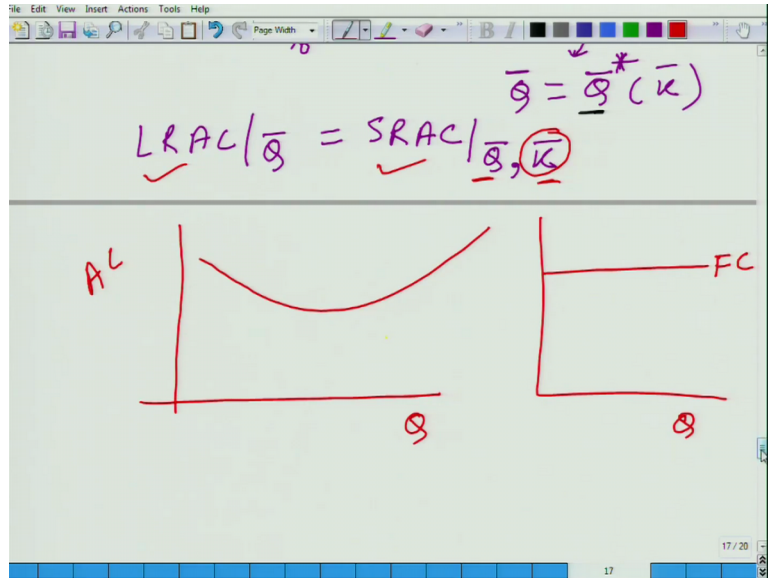 File Edit View Insert Actions Tools Help
Page Width
B I
Q̅ = Q̅* ( K̅ )
LRAC/Q̅ = SRAC/Q̅, K̅
AC
FC
Q
Q
17 / 20
17